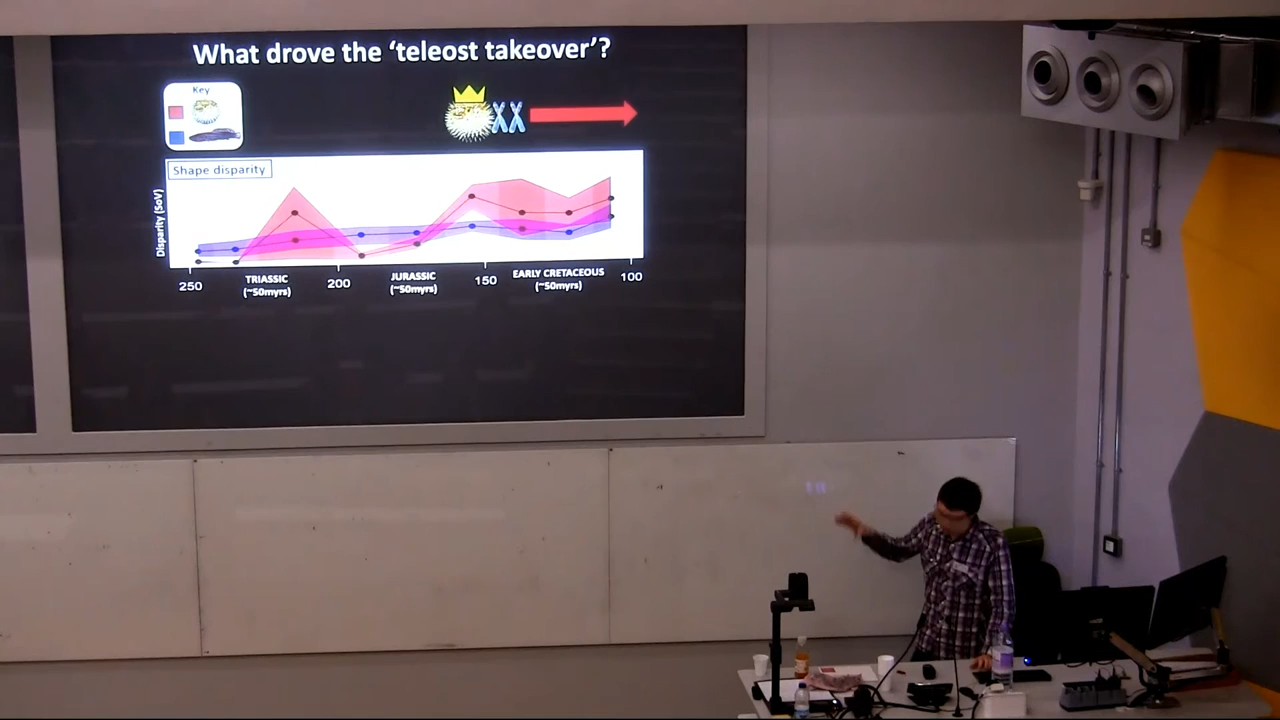 What drove the ‘teleost takeover’?
Key
Shape disparity
Disparity (SoV)
250
TRIASSIC
(~50myrs)
200
JURASSIC
(~50myrs)
150
EARLY CRETACEOUS
(~50myrs)
100